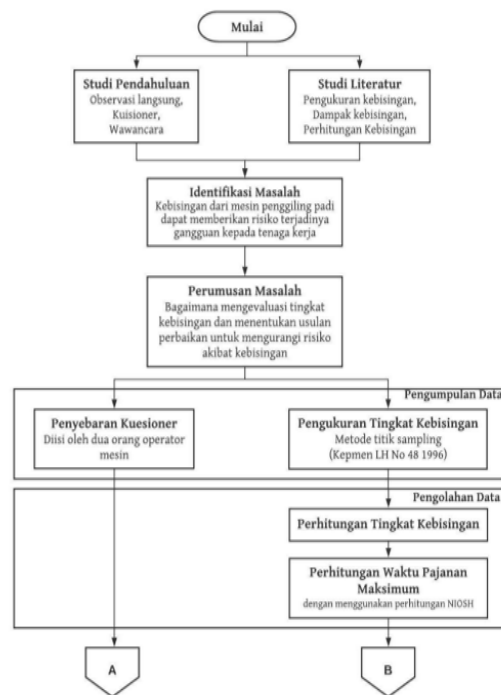 Mulai
Studi Pendahuluan
Observasi langsung,
Kuisioner,
Wawancara
Studi Literatur
Pengukuran kebisingan,
Dampak kebisingan,
Perhitungan Kebisingan
Identifikasi Masalah
Kebisingan dari mesin penggiling padi
dapat memberikan risiko terjadinya
gangguan kepada tenaga kerja
Perumusan Masalah
Bagaimana mengevaluasi tingkat
kebisingan dan menentukan usulan
perbaikan untuk mengurangi risiko
akibat kebisingan
Pengumpulan Data
Penyebaran Kuesioner
Diisi oleh dua orang operator
mesin
Pengukuran Tingkat Kebisingan
Metode titik sampling
(Kepmen LH No 48 1996)
Pengolahan Data
Perhitungan Tingkat Kebisingan
Perhitungan Waktu Pajanan
Maksimum
dengan menggunakan perhitungan NIOSH
A
B